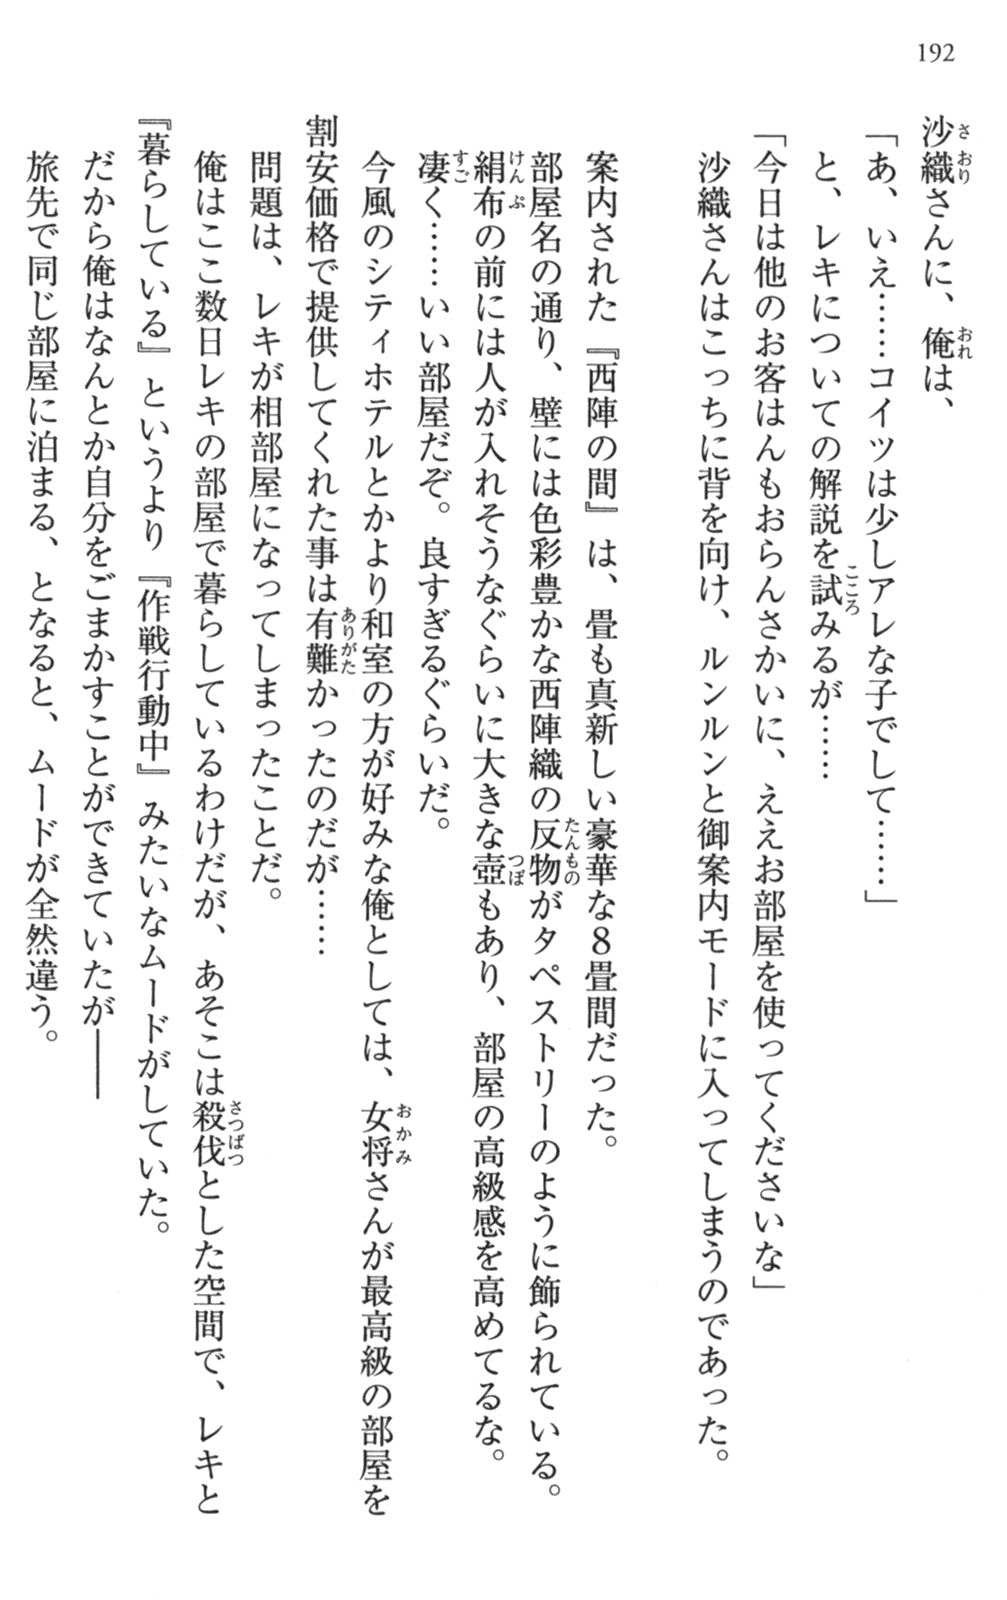 192
沙織さんに、俺は、
「あ、いえ……コイツは少しアレな子でして……」
と、レキについての解説を試みるが……
「今日は他のお客はんもおらんさかいに、ええお部屋を使ってくださいな」
沙織さんはこっちに背を向け、ルンルンと御案内モードに入ってしまうのであった。
案内された『西陣の間』は、畳も真新しい豪華な8畳間だった。
部屋名の通り、壁には色彩豊かな西陣織の反物がタペストリーのように飾られている。
絹布の前には人が入れそうなぐらいに大きな壺もあり、部屋の高級感を高めてるな。
凄く……いい部屋だぞ。良すぎるぐらいだ。
今風のシティホテルとかより和室の方が好みな俺としては、女将さんが最高級の部屋を
割安価格で提供してくれた事は有難かったのだが……
問題は、レキが相部屋になってしまったことだ。
俺はここ数日レキの部屋で暮らしているわけだが、あそこは殺伐とした空間で、レキと
『暮らしている』というより『作戦行動中』みたいなムードがしていた。
だから俺はなんとか自分をごまかすことができていたが――
旅先で同じ部屋に泊まる、となると、ムードが全然違う。